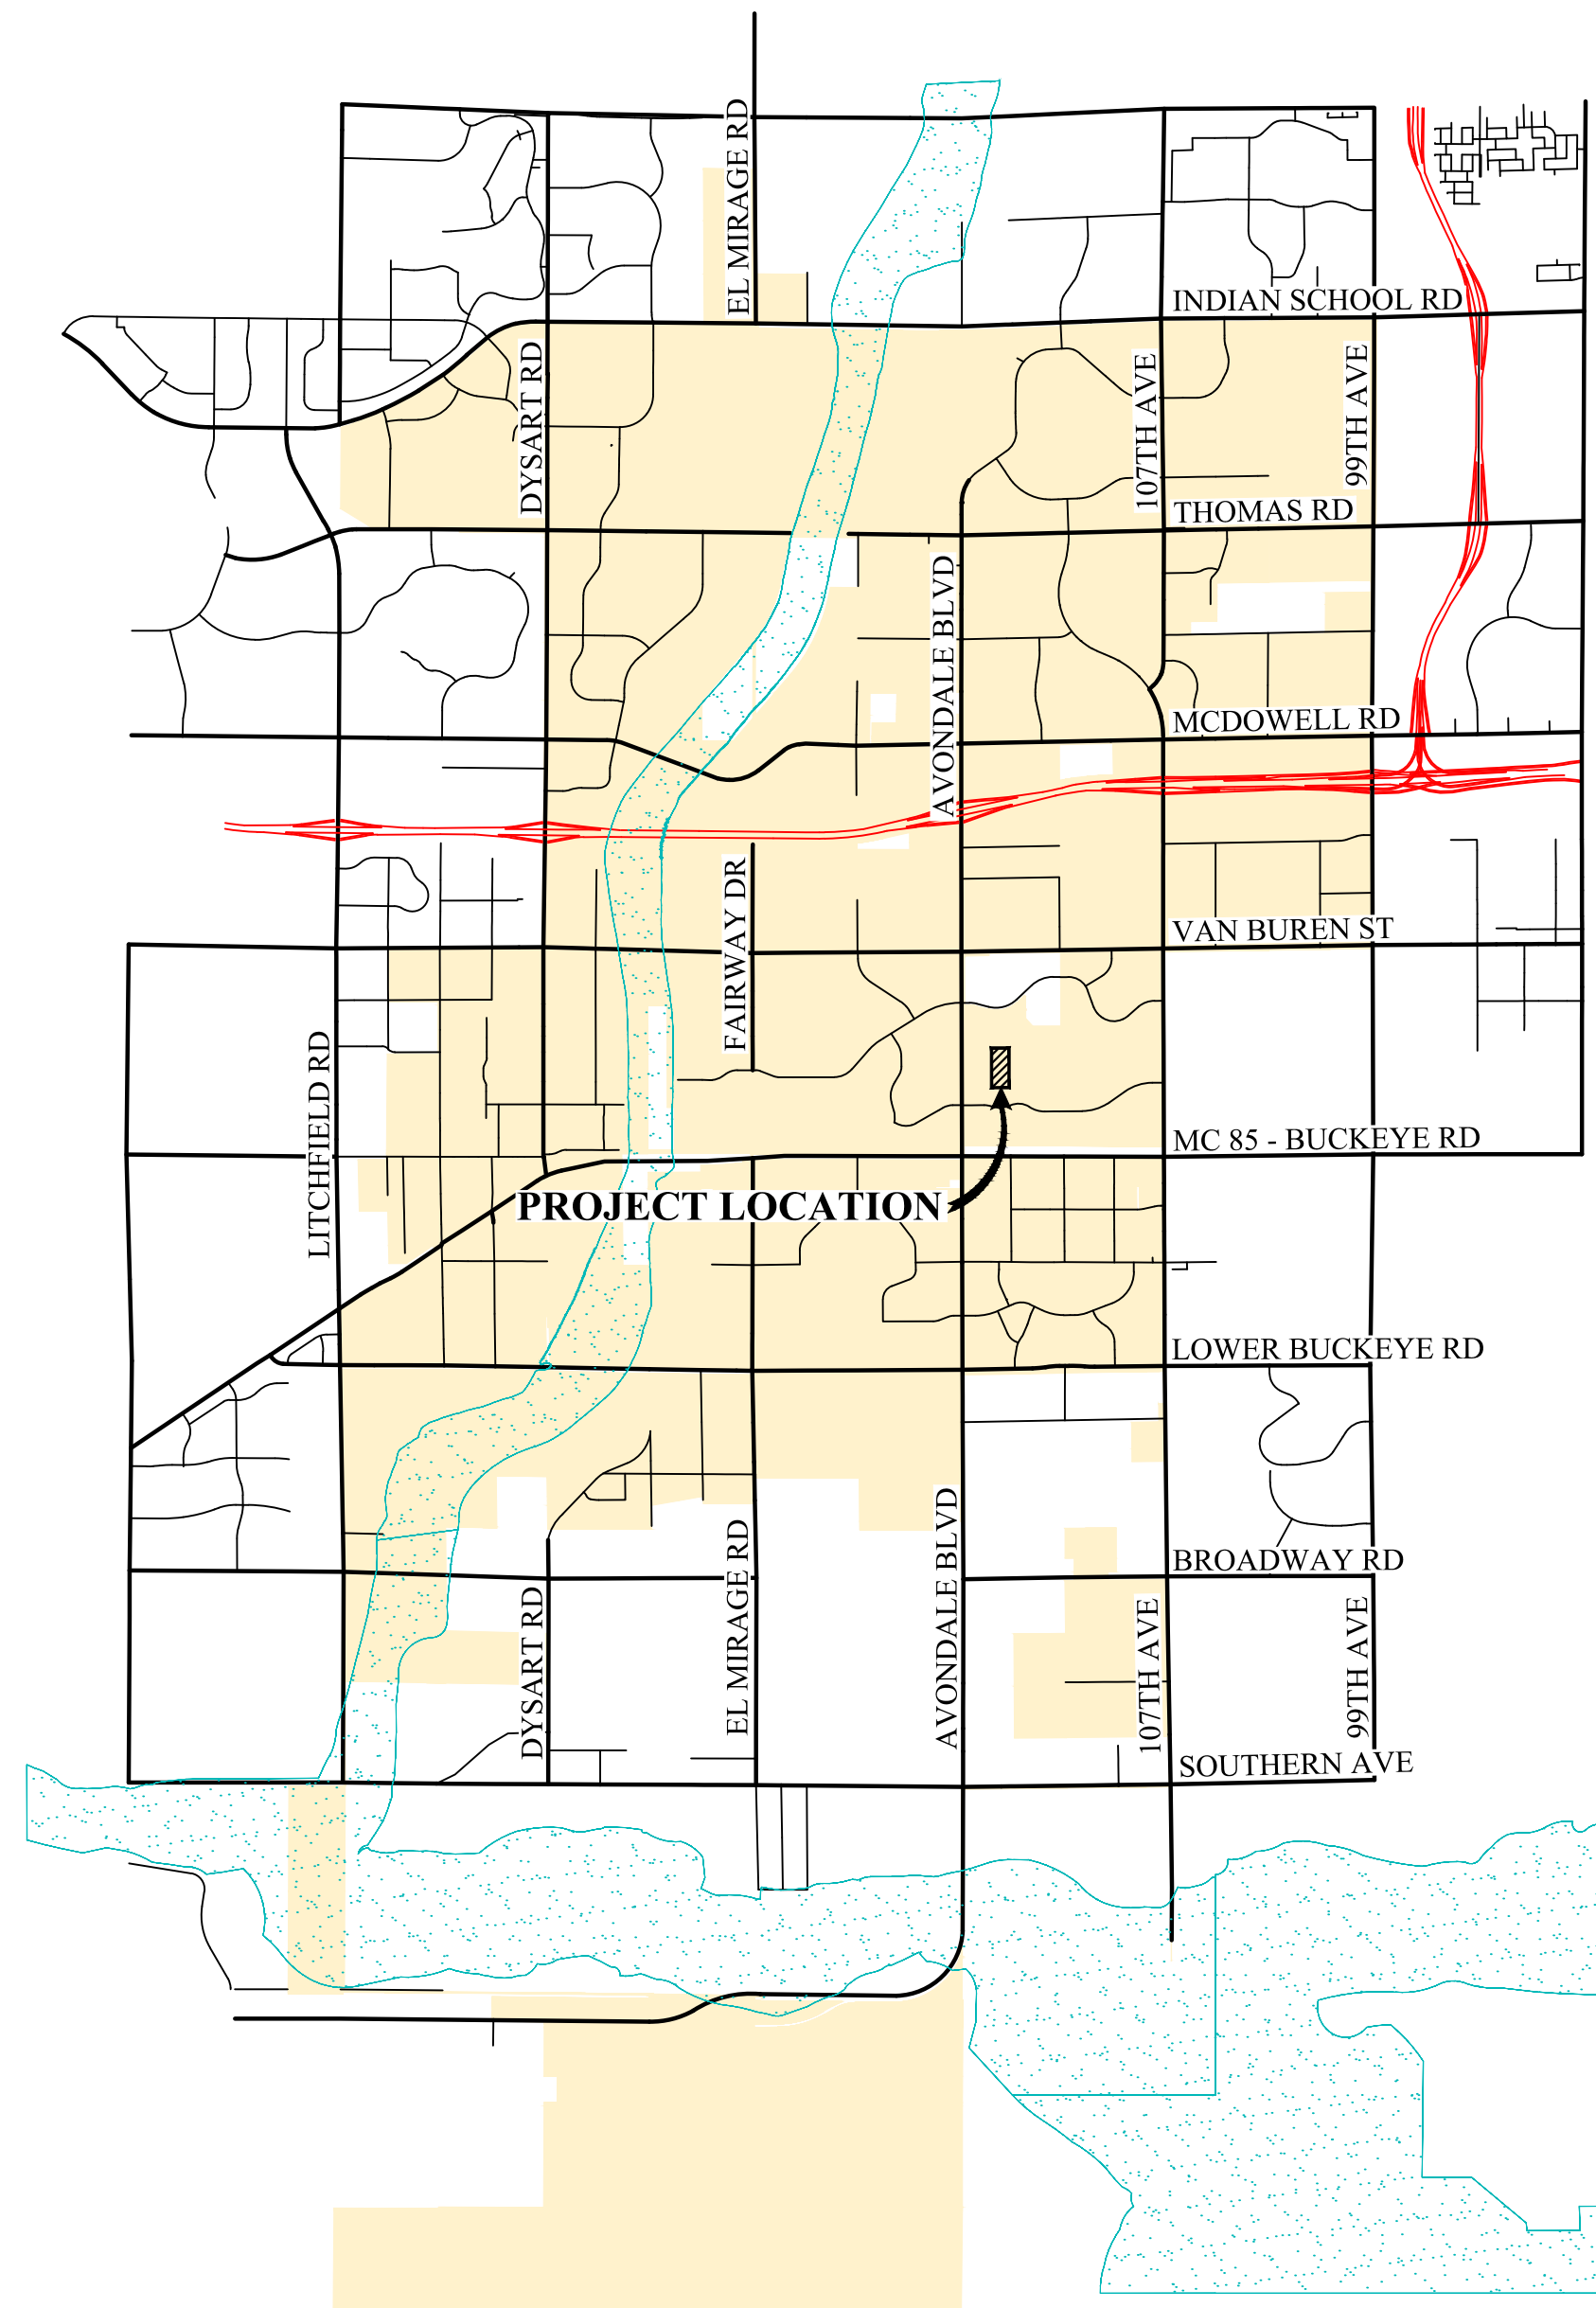 EL MIRAGE RD
INDIAN SCHOOL RD
DYSART RD
107TH AVE
99TH AVE
THOMAS RD
AVONDALE BLVD
MCDOWELL RD
FAIRWAY DR
VAN BUREN ST
LITCHFIELD RD
MC 85 - BUCKEYE RD
PROJECT LOCATION
LOWER BUCKEYE RD
AVONDALE BLVD
EL MIRAGE RD
BROADWAY RD
DYSART RD
107TH AVE
99TH AVE
SOUTHERN AVE